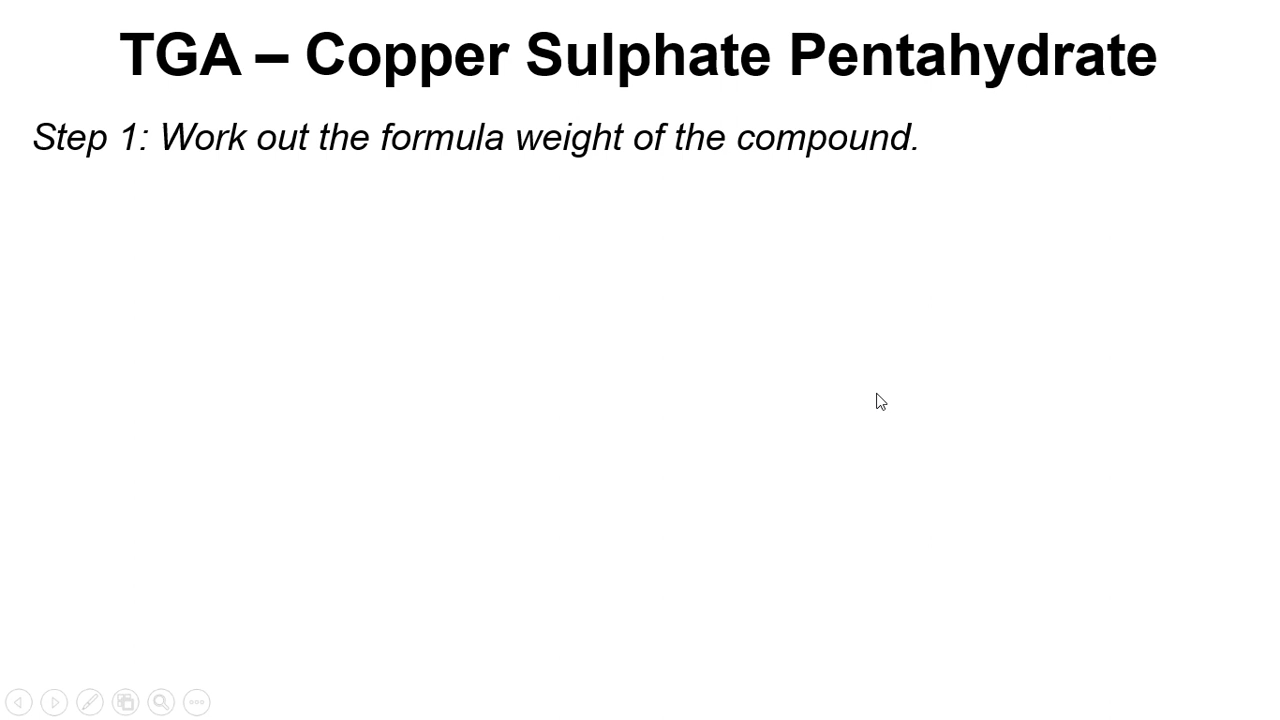 TGA – Copper Sulphate Pentahydrate
Step 1: Work out the formula weight of the compound.